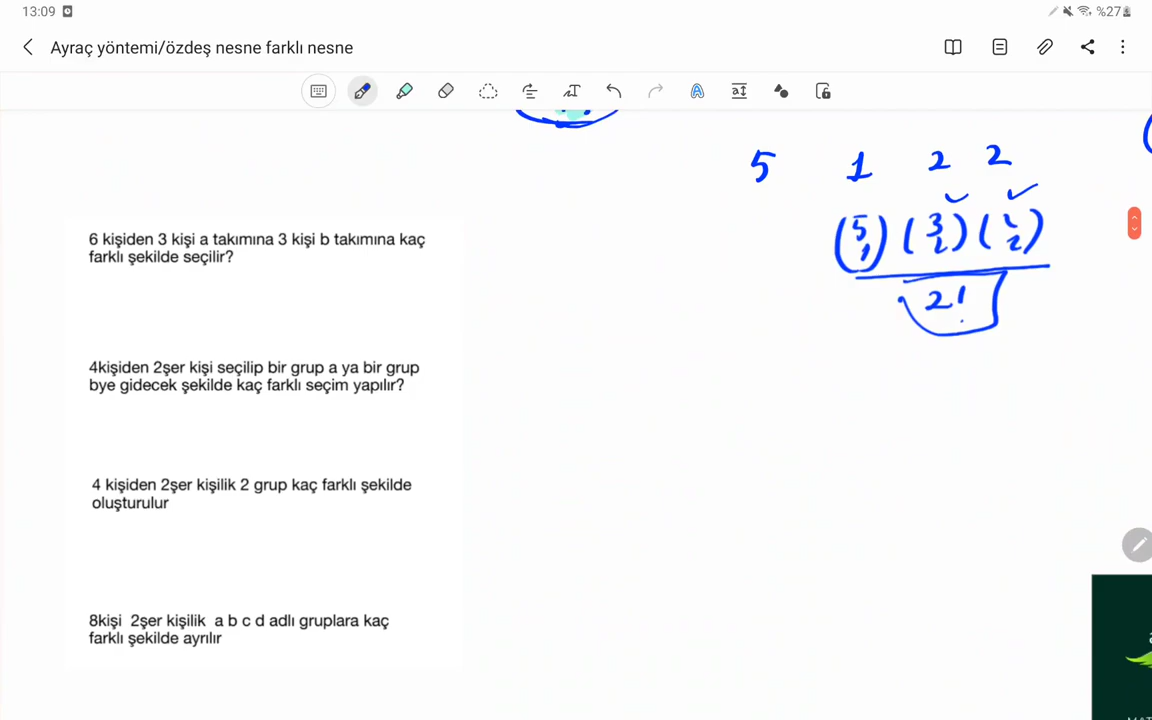 13:09
%27
Ayraç yöntemi/özdeş nesne farklı nesne
5 1 2 2
(5 1) (3 2) (2 2)
2!
6 kişiden 3 kişi a takımına 3 kişi b takımına kaç
farklı şekilde seçilir?
4kişiden 2şer kişi seçilip bir grup a ya bir grup
bye gidecek şekilde kaç farklı seçim yapılır?
4 kişiden 2şer kişilik 2 grup kaç farklı şekilde
oluşturulur
8kişi 2şer kişilik a b c d adlı gruplara kaç
farklı şekilde ayrılır